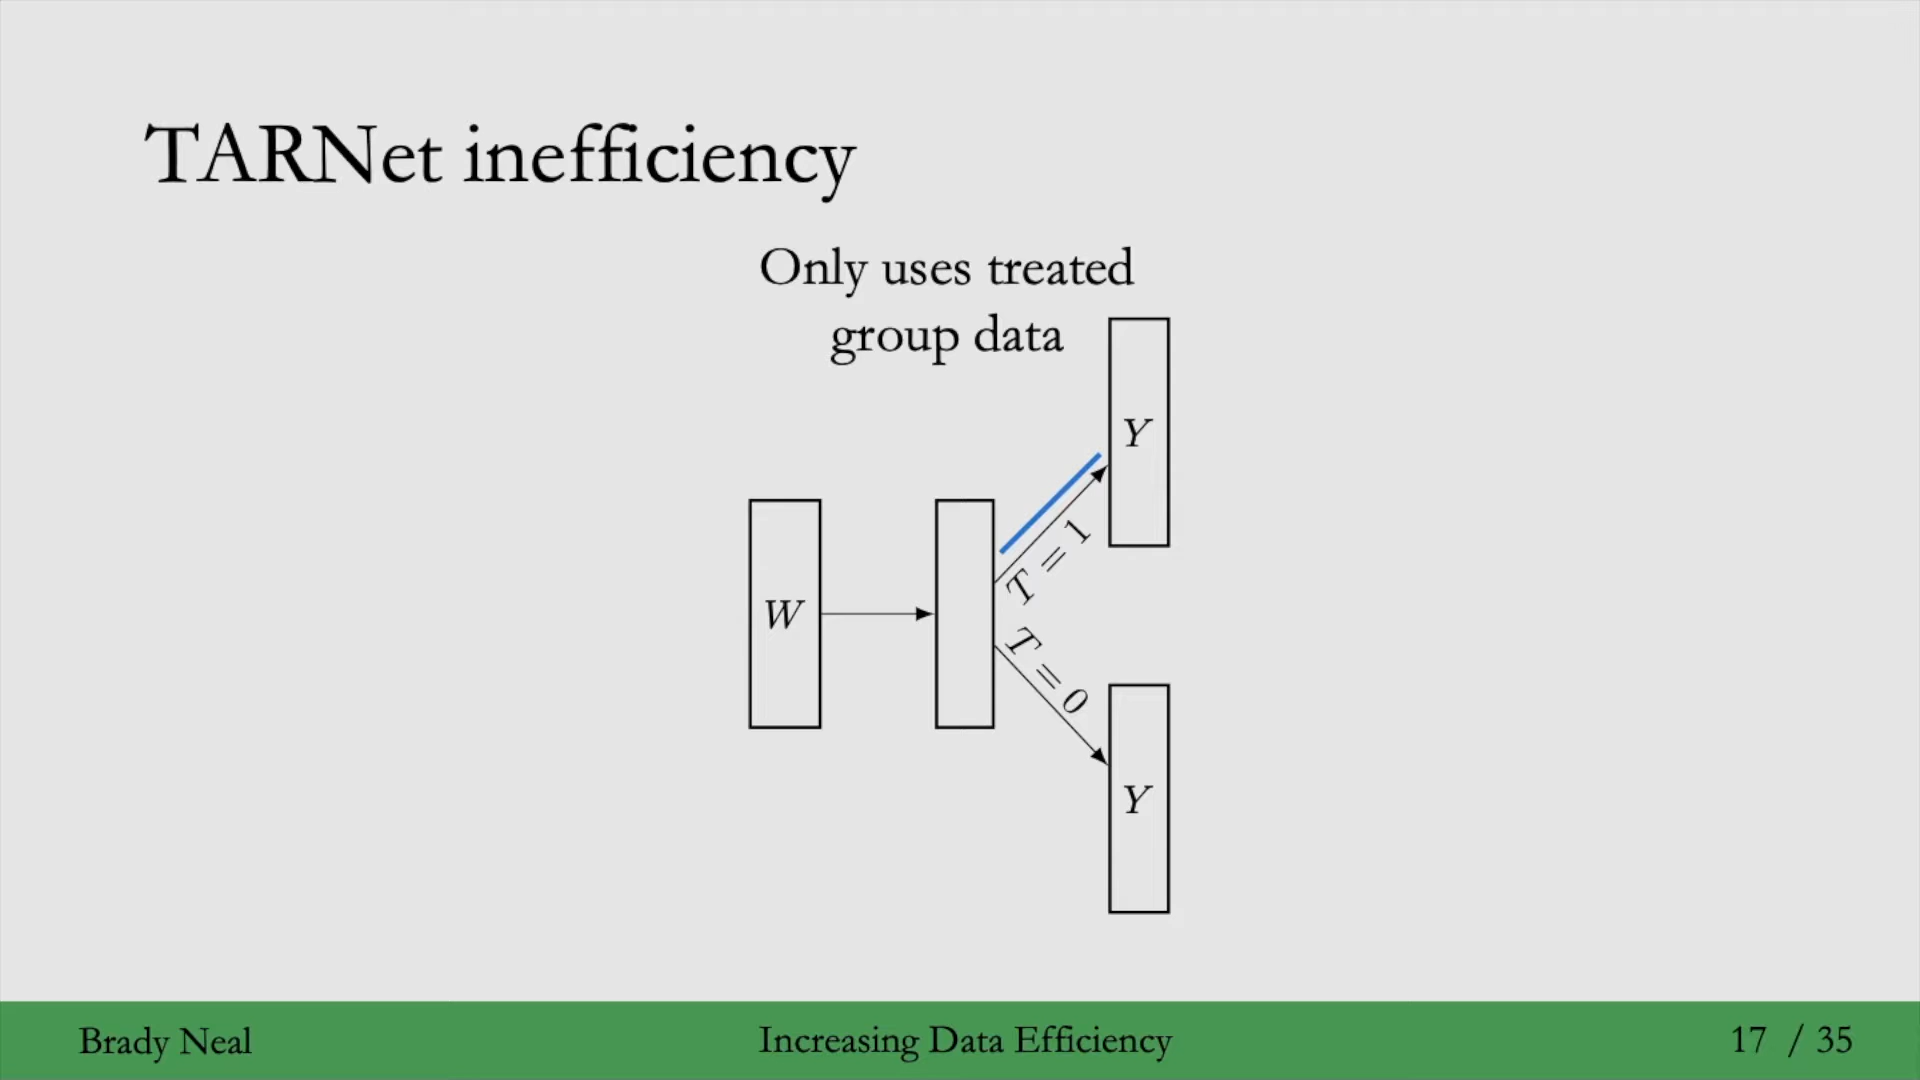 TARNet inefficiency
Only uses treated
group data
Y
W
T = 1
T = 0
Y
Brady Neal
Increasing Data Efficiency
17 / 35